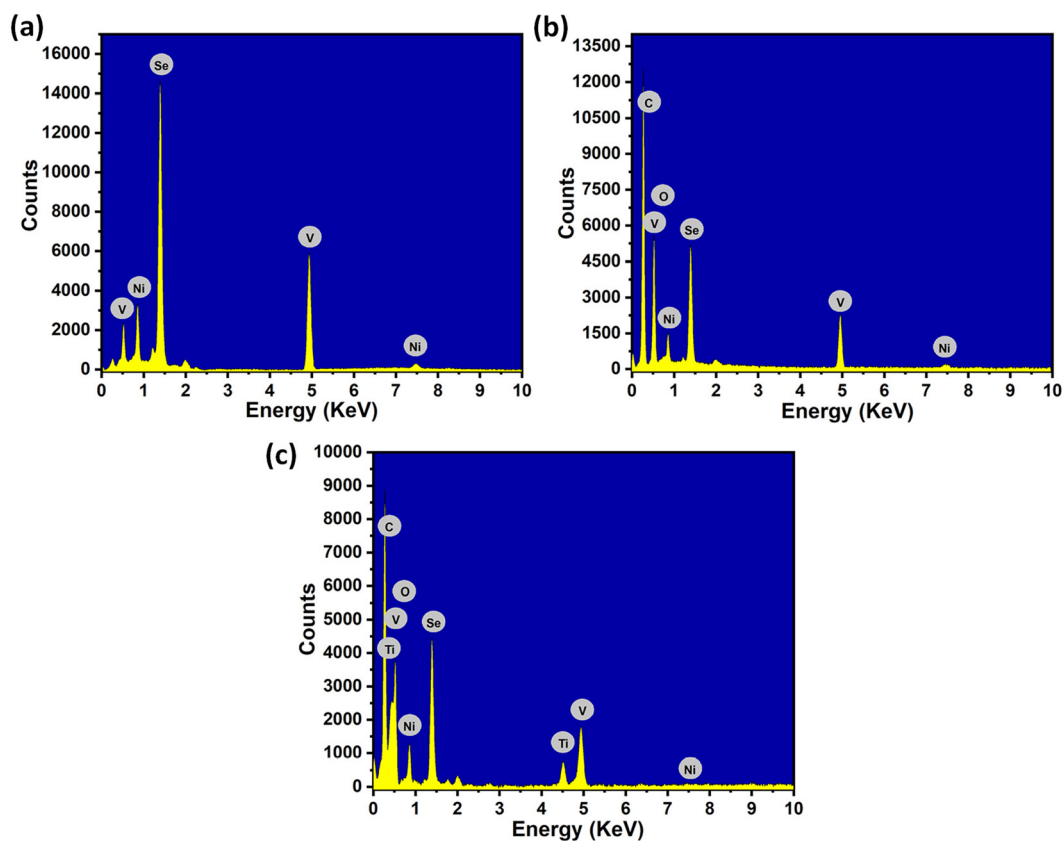 (a)
16000
14000
12000
10000
8000
6000
4000
2000
0
Counts
Se
V
Ni
V
Ni
0 1 2 3 4 5 6 7 8 9 10
Energy (KeV)
(b)
13500
12000
10500
9000
7500
6000
4500
3000
1500
0
Counts
C
O
V
Se
Ni
V
Ni
0 1 2 3 4 5 6 7 8 9 10
Energy (KeV)
(c)
10000
9000
8000
7000
6000
5000
4000
3000
2000
1000
0
Counts
C
O
V
Se
Ti
Ni
V
Ti
Ni
0 1 2 3 4 5 6 7 8 9 10
Energy (KeV)